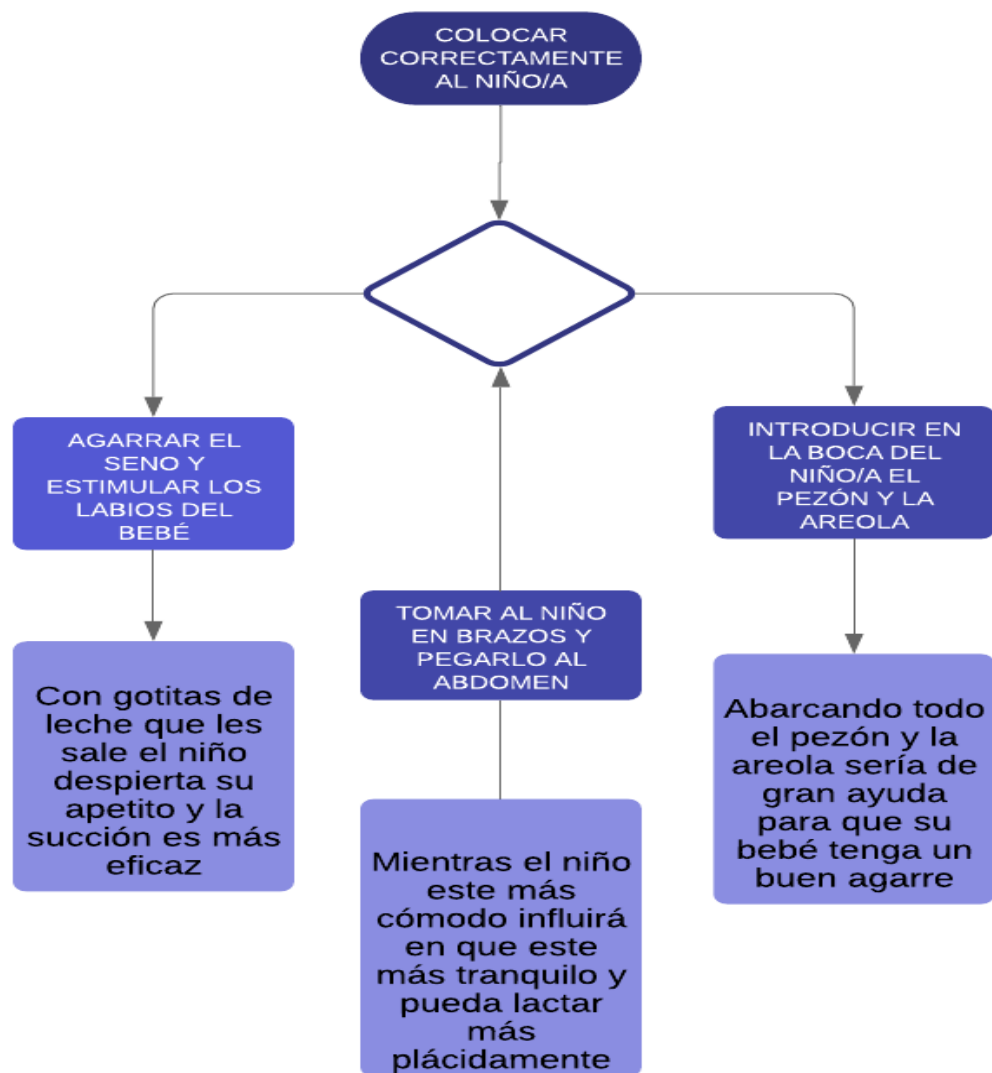 COLOCAR
CORRECTAMENTE
AL NIÑO/A
AGARRAR EL
SENO Y
ESTIMULAR LOS
LABIOS DEL
BEBÉ
Con gotitas de
leche que les
sale el niño
despierta su
apetito y la
succión es más
eficaz
TOMAR AL NIÑO
EN BRAZOS Y
PEGARLO AL
ABDOMEN
Mientras el niño
este más
cómodo influirá
en que este
más tranquilo y
pueda lactar
más
plácidamente
INTRODUCIR EN
LA BOCA DEL
NIÑO/A EL
PEZÓN Y LA
AREOLA
Abarcando todo
el pezón y la
areola sería de
gran ayuda
para que su
bebé tenga un
buen agarre